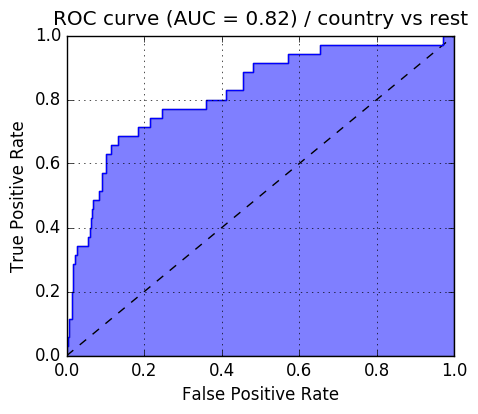 ROC curve (AUC = 0.82) / country vs rest
1.0
0.8
0.6
0.4
0.2
0.0
True Positive Rate
0.0 0.2 0.4 0.6 0.8 1.0
False Positive Rate